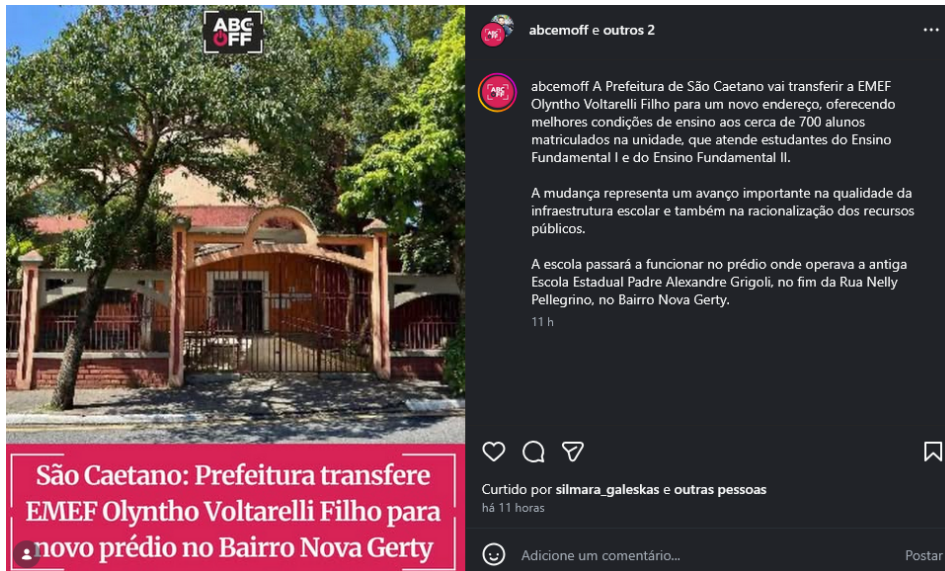 ABC
EM
OFF
São Caetano: Prefeitura transfere
EMEF Olyntho Voltarelli Filho para
novo prédio no Bairro Nova Gerty
abcemoff e outros 2
abcemoff A Prefeitura de São Caetano vai transferir a EMEF
Olyntho Voltarelli Filho para um novo endereço, oferecendo
melhores condições de ensino aos cerca de 700 alunos
matriculados na unidade, que atende estudantes do Ensino
Fundamental I e do Ensino Fundamental II.
A mudança representa um avanço importante na qualidade da
infraestrutura escolar e também na racionalização dos recursos
públicos.
A escola passará a funcionar no prédio onde operava a antiga
Escola Estadual Padre Alexandre Grigoli, no fim da Rua Nelly
Pellegrino, no Bairro Nova Gerty.
11 h
Curtido por silmara_galeskas e outras pessoas
há 11 horas
Adicione um comentário...
Postar